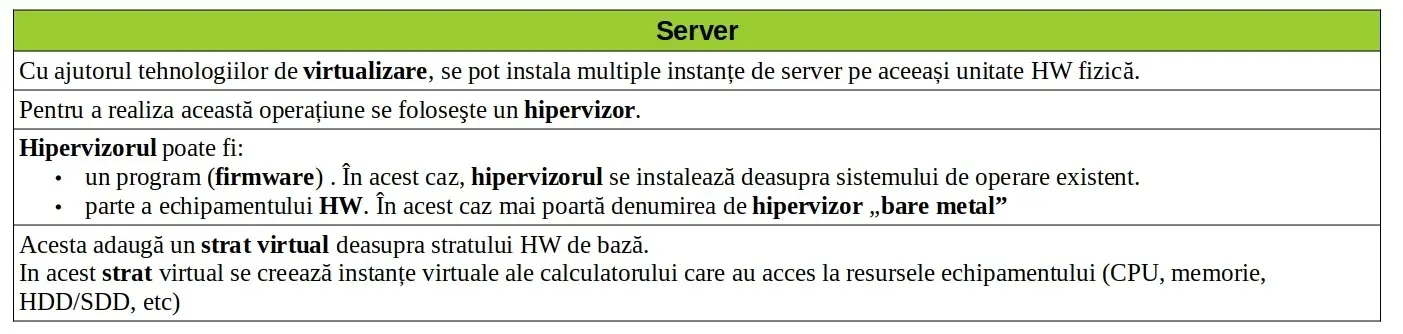 Server
Cu ajutorul tehnologiilor de virtualizare, se pot instala multiple instanțe de server pe aceeași unitate HW fizică.
Pentru a realiza această operațiune se foloseşte un hipervizor.
Hipervizorul poate fi:
• un program (firmware) . În acest caz, hipervizorul se instalează deasupra sistemului de operare existent.
• parte a echipamentului HW. În acest caz mai poartă denumirea de hipervizor „bare metal”
Acesta adaugă un strat virtual deasupra stratului HW de bază.
In acest strat virtual se creează instanțe virtuale ale calculatorului care au acces la resursele echipamentului (CPU, memorie,
HDD/SDD, etc)